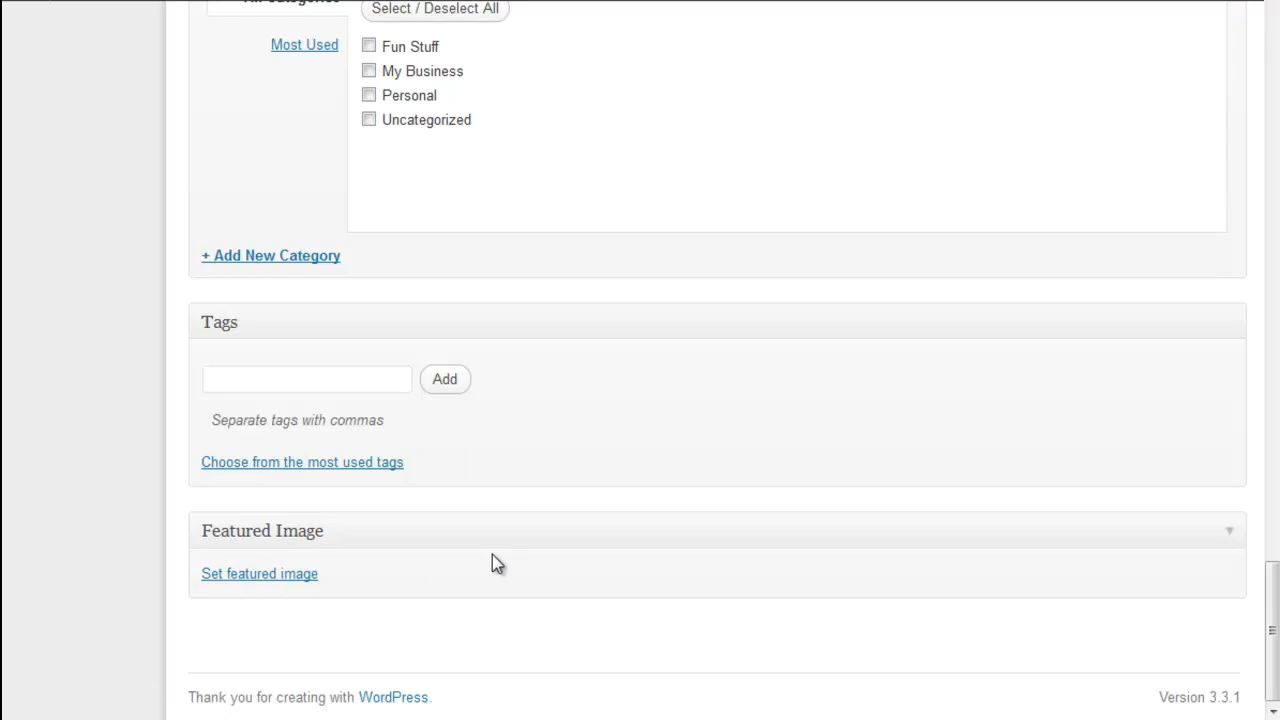 Select / Deselect All
Most Used
Fun Stuff
My Business
Personal
Uncategorized
+ Add New Category
Tags
Add
Separate tags with commas
Choose from the most used tags
Featured Image
Set featured image
Thank you for creating with WordPress.
Version 3.3.1